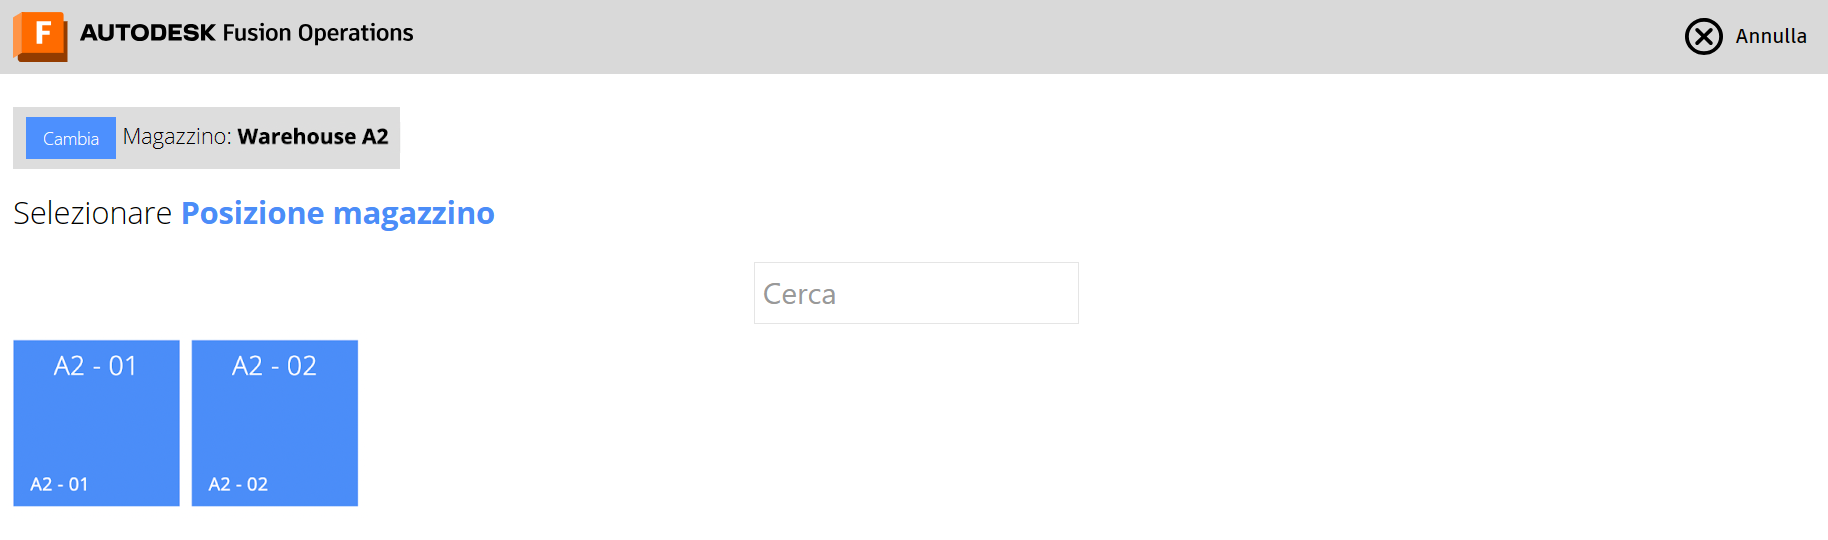 F AUTODESK Fusion Operations
Annulla
Cambia Magazzino: Warehouse A2
Selezionare Posizione magazzino
Cerca
A2 - 01
A2 - 01
A2 - 02
A2 - 02